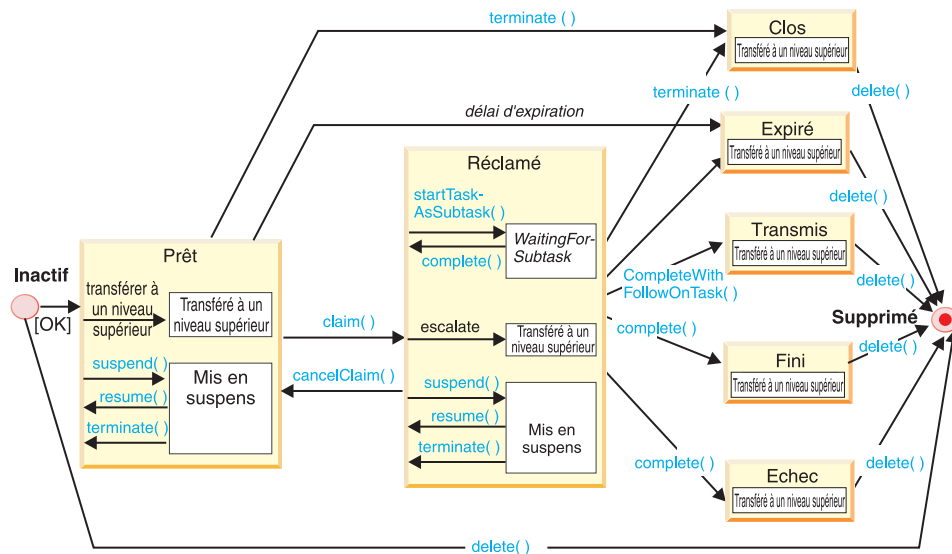 terminate ( )
Clos
Transféré à un niveau supérieur
terminate ( )
delete( )
délai d'expiration
Expiré
Transféré à un niveau supérieur
delete( )
Réclamé
startTask-
AsSubtask( )
WaitingFor-
Subtask
complete( )
Transmis
Transféré à un niveau supérieur
CompleteWith
FollowOnTask( )
delete( )
Prêt
Inactif
[OK]
transférer à
un niveau
supérieur
Transféré à un
niveau supérieur
claim( )
escalate
Transféré à un
niveau supérieur
complete( )
Supprimé
delete( )
Fini
Transféré à un niveau supérieur
suspend( )
resume( )
terminate( )
Mis en
suspens
cancelClaim( )
suspend( )
resume( )
terminate( )
Mis en
suspens
complete( )
delete( )
Echec
Transféré à un niveau supérieur
delete( )